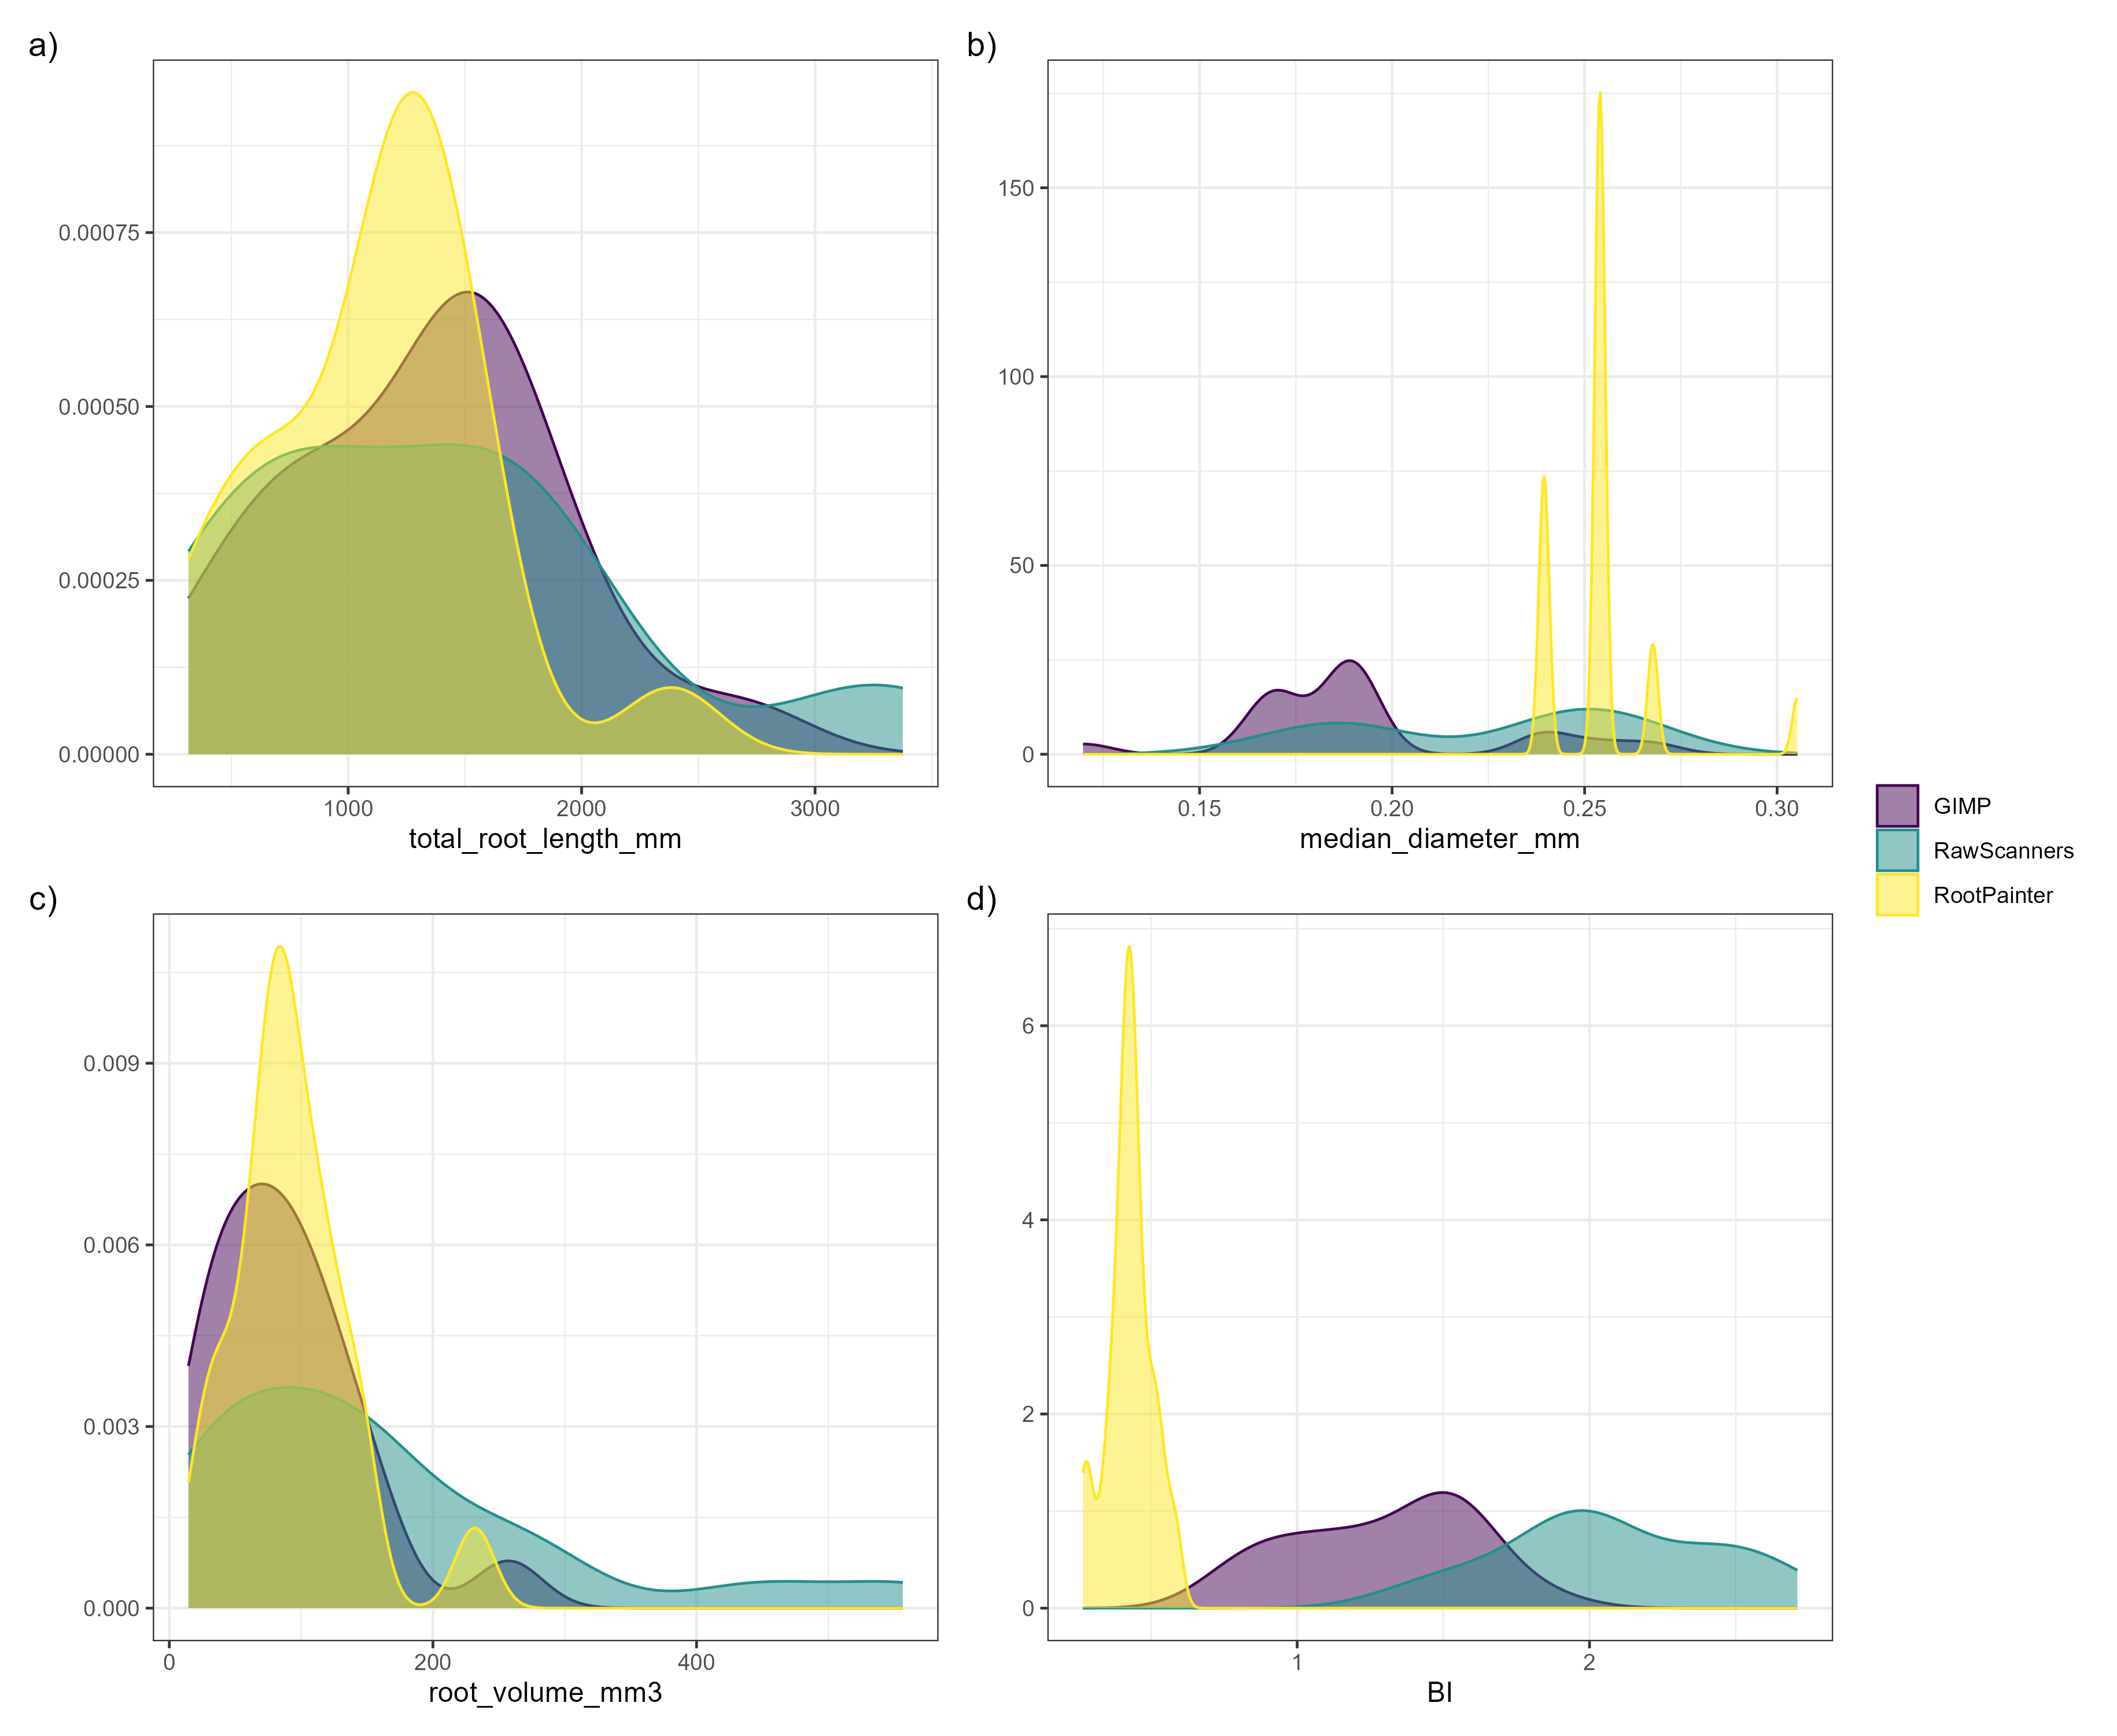 a)
0.00075
0.00050
0.00025
0.00000
1000 2000 3000
total_root_length_mm
b)
150
100
50
0
0.15 0.20 0.25 0.30
median_diameter_mm
GIMP
RawScanners
RootPainter
c)
0.009
0.006
0.003
0.000
0 200 400
root_volume_mm3
d)
6
4
2
0
1 2
BI